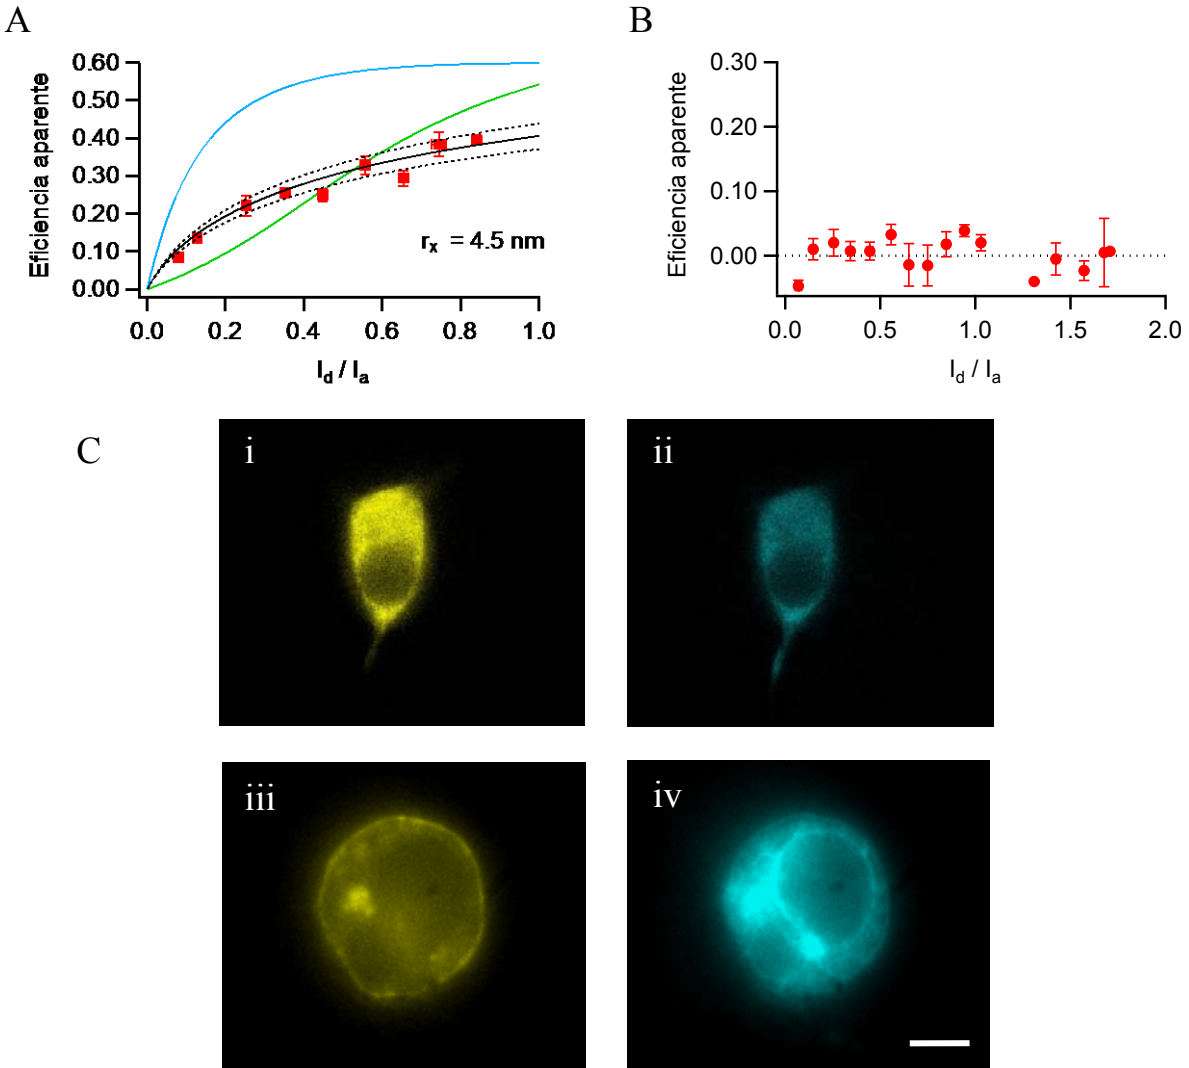 A
Eficiencia aparente
0.60
0.50
0.40
0.30
0.20
0.10
0.00
r_x = 4.5 nm
0.0 0.2 0.4 0.6 0.8 1.0
I_d / I_a
B
Eficiencia aparente
0.30
0.20
0.10
0.00
0.0 0.5 1.0 1.5 2.0
I_d / I_a
C
i
ii
iii
iv